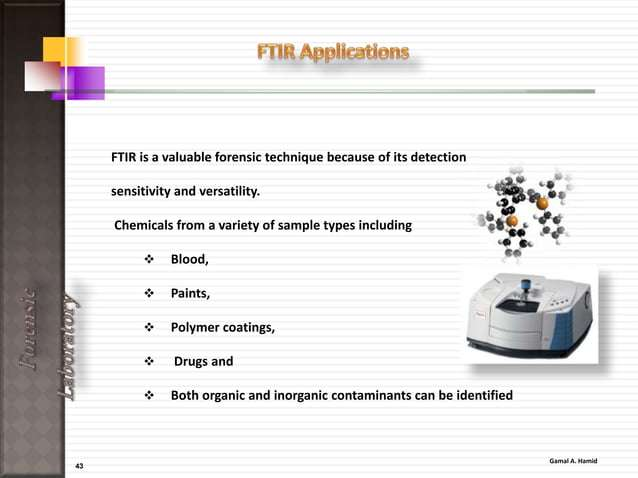 FTIR Applications
FTIR is a valuable forensic technique because of its detection
sensitivity and versatility.
Chemicals from a variety of sample types including
❖ Blood,
❖ Paints,
❖ Polymer coatings,
❖ Drugs and
❖ Both organic and inorganic contaminants can be identified
Forensic
Laboratory
43
Gamal A. Hamid